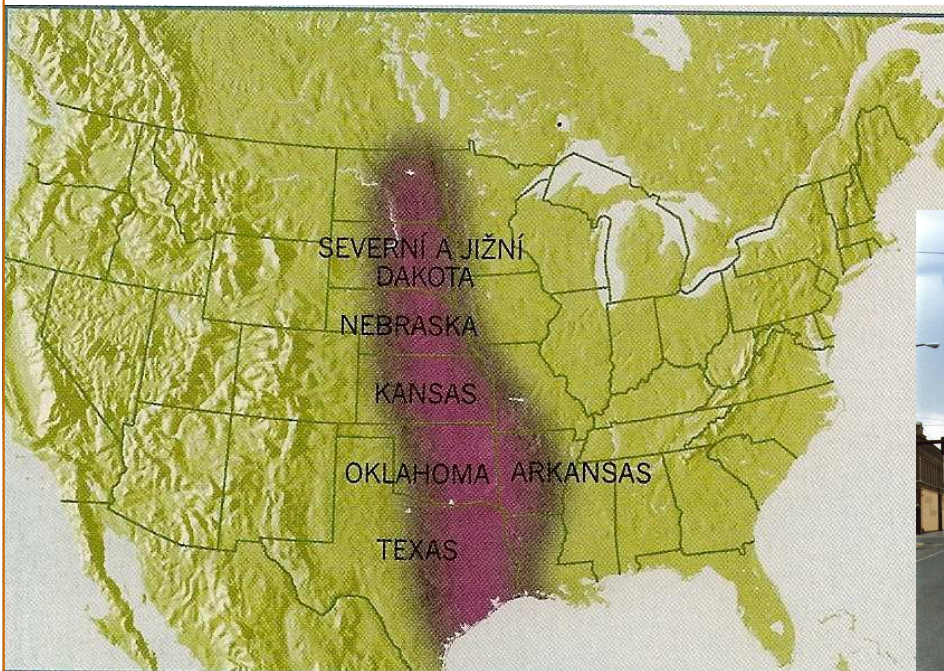 SEVERNÍ A JIŽNÍ
DAKOTA
NEBRASKA
KANSAS
OKLAHOMA ARKANSAS
TEXAS